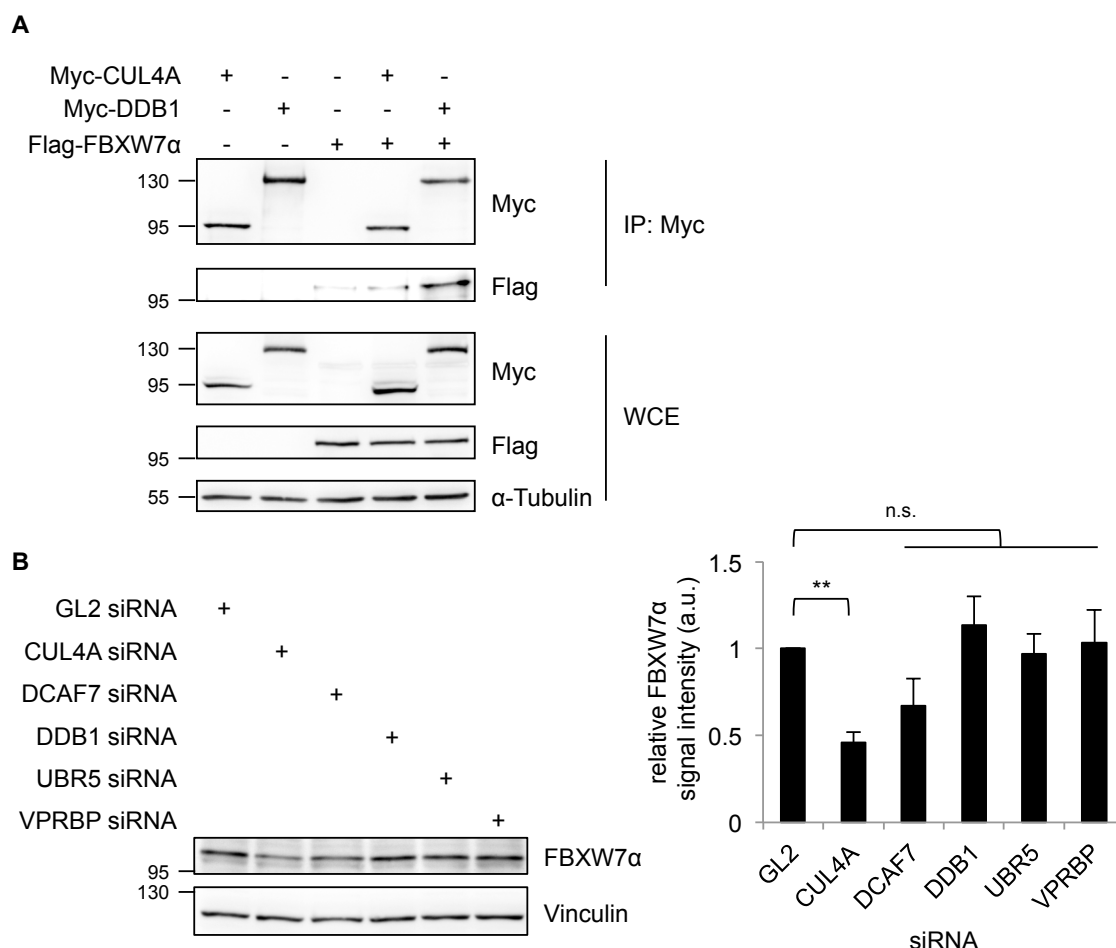 A
Myc-CUL4A + - - + -
Myc-DDB1 - + - - +
Flag-FBXW7α - - + + +
130
95
Myc
95
Flag
IP: Myc
130
95
Myc
95
Flag
55
α-Tubulin
WCE
B
GL2 siRNA +
CUL4A siRNA +
DCAF7 siRNA +
DDB1 siRNA +
UBR5 siRNA +
VPRBP siRNA +
95
FBXW7α
130
Vinculin
n.s.
**
relative FBXW7α
signal intensity (a.u.)
1.5
1
0.5
0
GL2
CUL4A
DCAF7
DDB1
UBR5
VPRBP
siRNA